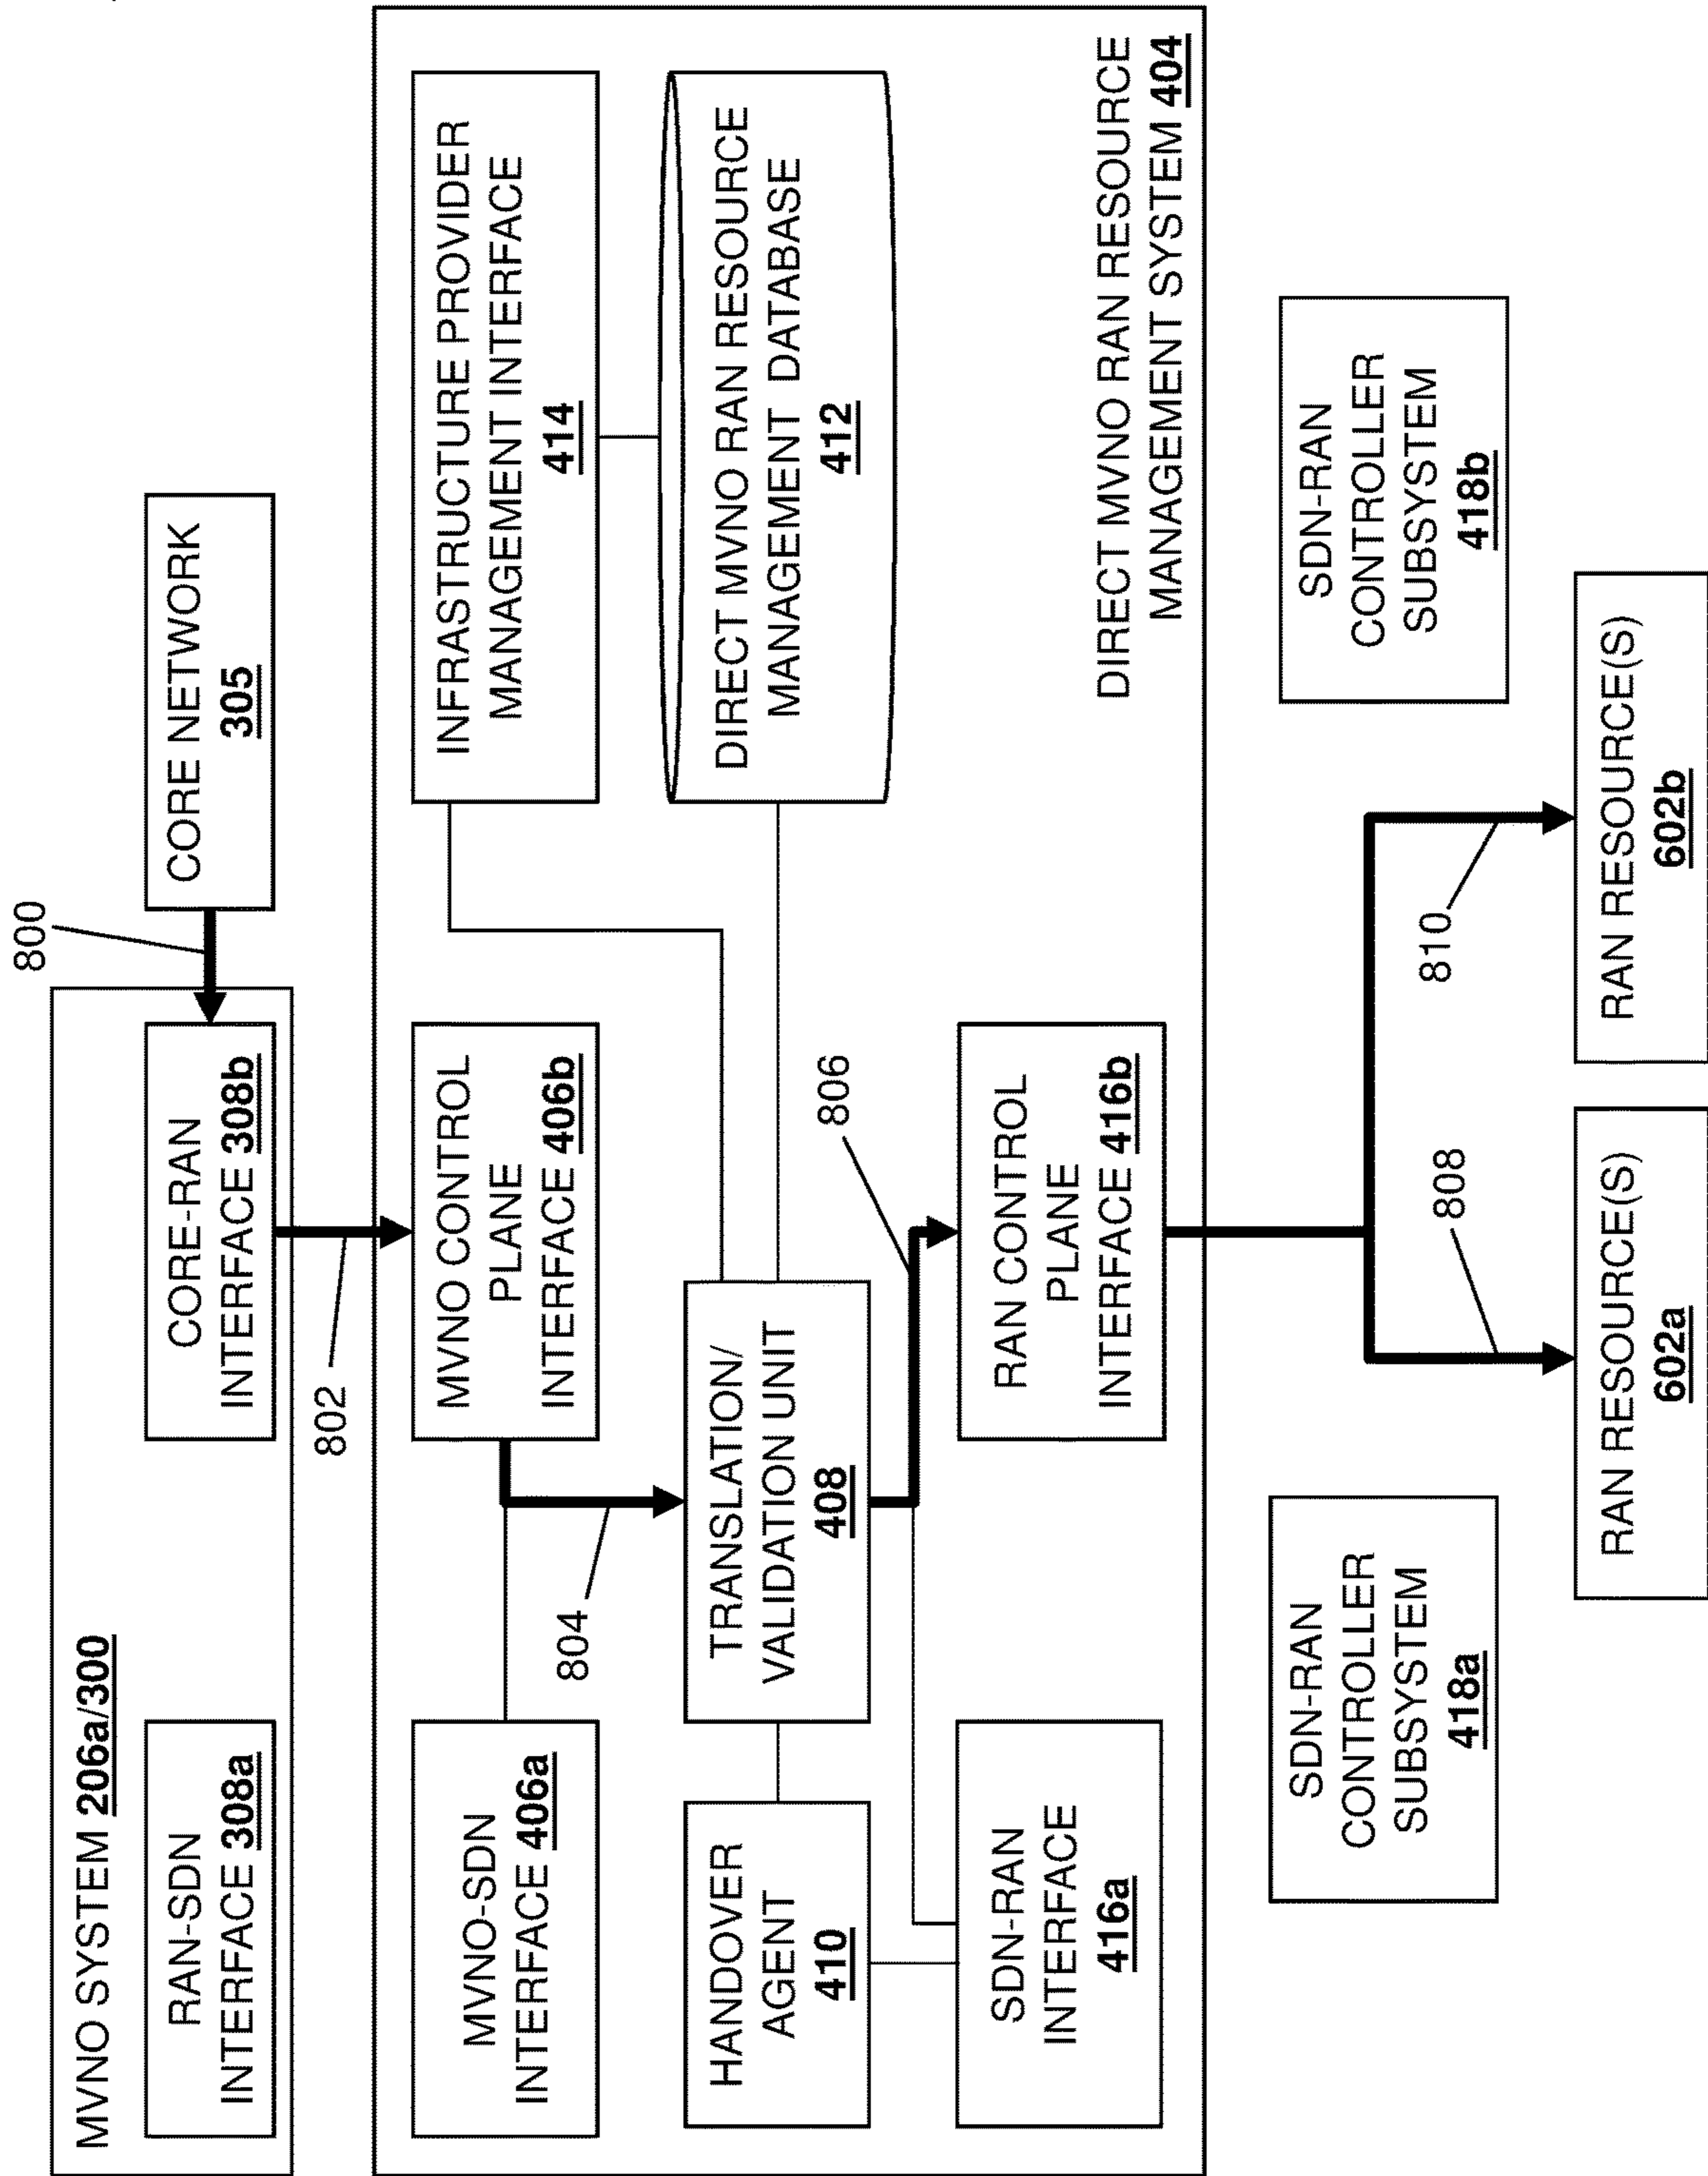 800
MVNO SYSTEM 206a/300
RAN-SDN
INTERFACE 308a
CORE-RAN
INTERFACE 308b
CORE NETWORK
305
802
MVNO-SDN
INTERFACE 406a
MVNO CONTROL
PLANE
INTERFACE 406b
INFRASTRUCTURE PROVIDER
MANAGEMENT INTERFACE
414
804
HANDOVER
AGENT
410
TRANSLATION/
VALIDATION UNIT
408
DIRECT MVNO RAN RESOURCE
MANAGEMENT DATABASE
412
806
SDN-RAN
INTERFACE
416a
RAN CONTROL
PLANE
INTERFACE 416b
DIRECT MVNO RAN RESOURCE
MANAGEMENT SYSTEM 404
SDN-RAN
CONTROLLER
SUBSYSTEM
418a
808
810
SDN-RAN
CONTROLLER
SUBSYSTEM
418b
RAN RESOURCE(S)
602a
RAN RESOURCE(S)
602b